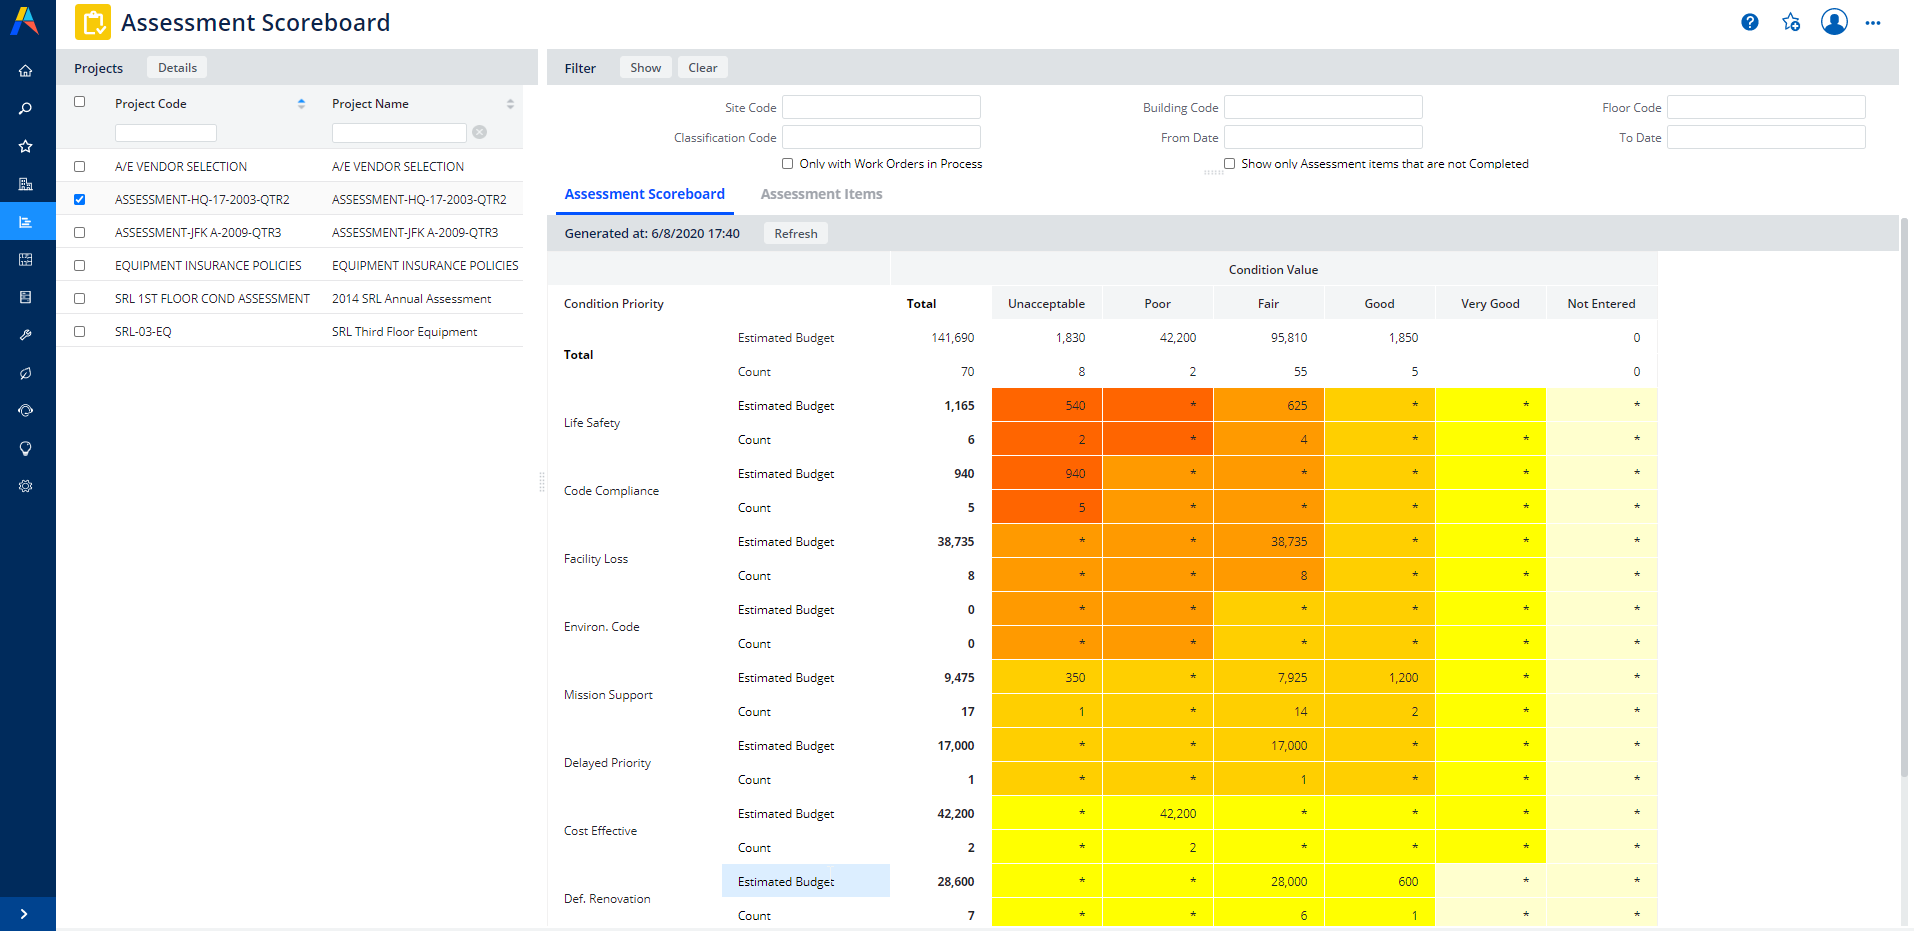 Assessment Scoreboard
Projects Details
Project Code Project Name
A/E VENDOR SELECTION A/E VENDOR SELECTION
ASSESSMENT-HQ-17-2003-QTR2 ASSESSMENT-HQ-17-2003-QTR2
ASSESSMENT-JFK A-2009-QTR3 ASSESSMENT-JFK A-2009-QTR3
EQUIPMENT INSURANCE POLICIES EQUIPMENT INSURANCE POLICIES
SRL 1ST FLOOR COND ASSESSMENT 2014 SRL Annual Assessment
SRL-03-EQ SRL Third Floor Equipment
Filter Show Clear
Site Code Building Code Floor Code
Classification Code From Date To Date
Only with Work Orders in Process Show only Assessment items that are not Completed
Assessment Scoreboard Assessment Items
Generated at: 6/8/2020 17:40 Refresh
Condition Value
Condition Priority Total Unacceptable Poor Fair Good Very Good Not Entered
Total
Estimated Budget 141,690 1,830 42,200 95,810 1,850 0
Count 70 8 2 55 5 0
Life Safety
Estimated Budget 1,165 540 * 625 * * *
Count 6 2 * 4 * * *
Code Compliance
Estimated Budget 940 940 * * * * *
Count 5 5 * * * * *
Facility Loss
Estimated Budget 38,735 * * 38,735 * * *
Count 8 * * 8 * * *
Environ. Code
Estimated Budget 0 * * * * * *
Count 0 * * * * * *
Mission Support
Estimated Budget 9,475 350 * 7,925 1,200 * *
Count 17 1 * 14 2 * *
Delayed Priority
Estimated Budget 17,000 * * 17,000 * * *
Count 1 * * 1 * * *
Cost Effective
Estimated Budget 42,200 * 42,200 * * * *
Count 2 * 2 * * * *
Def. Renovation
Estimated Budget 28,600 * * 28,000 600 * *
Count 7 * * 6 1 * *